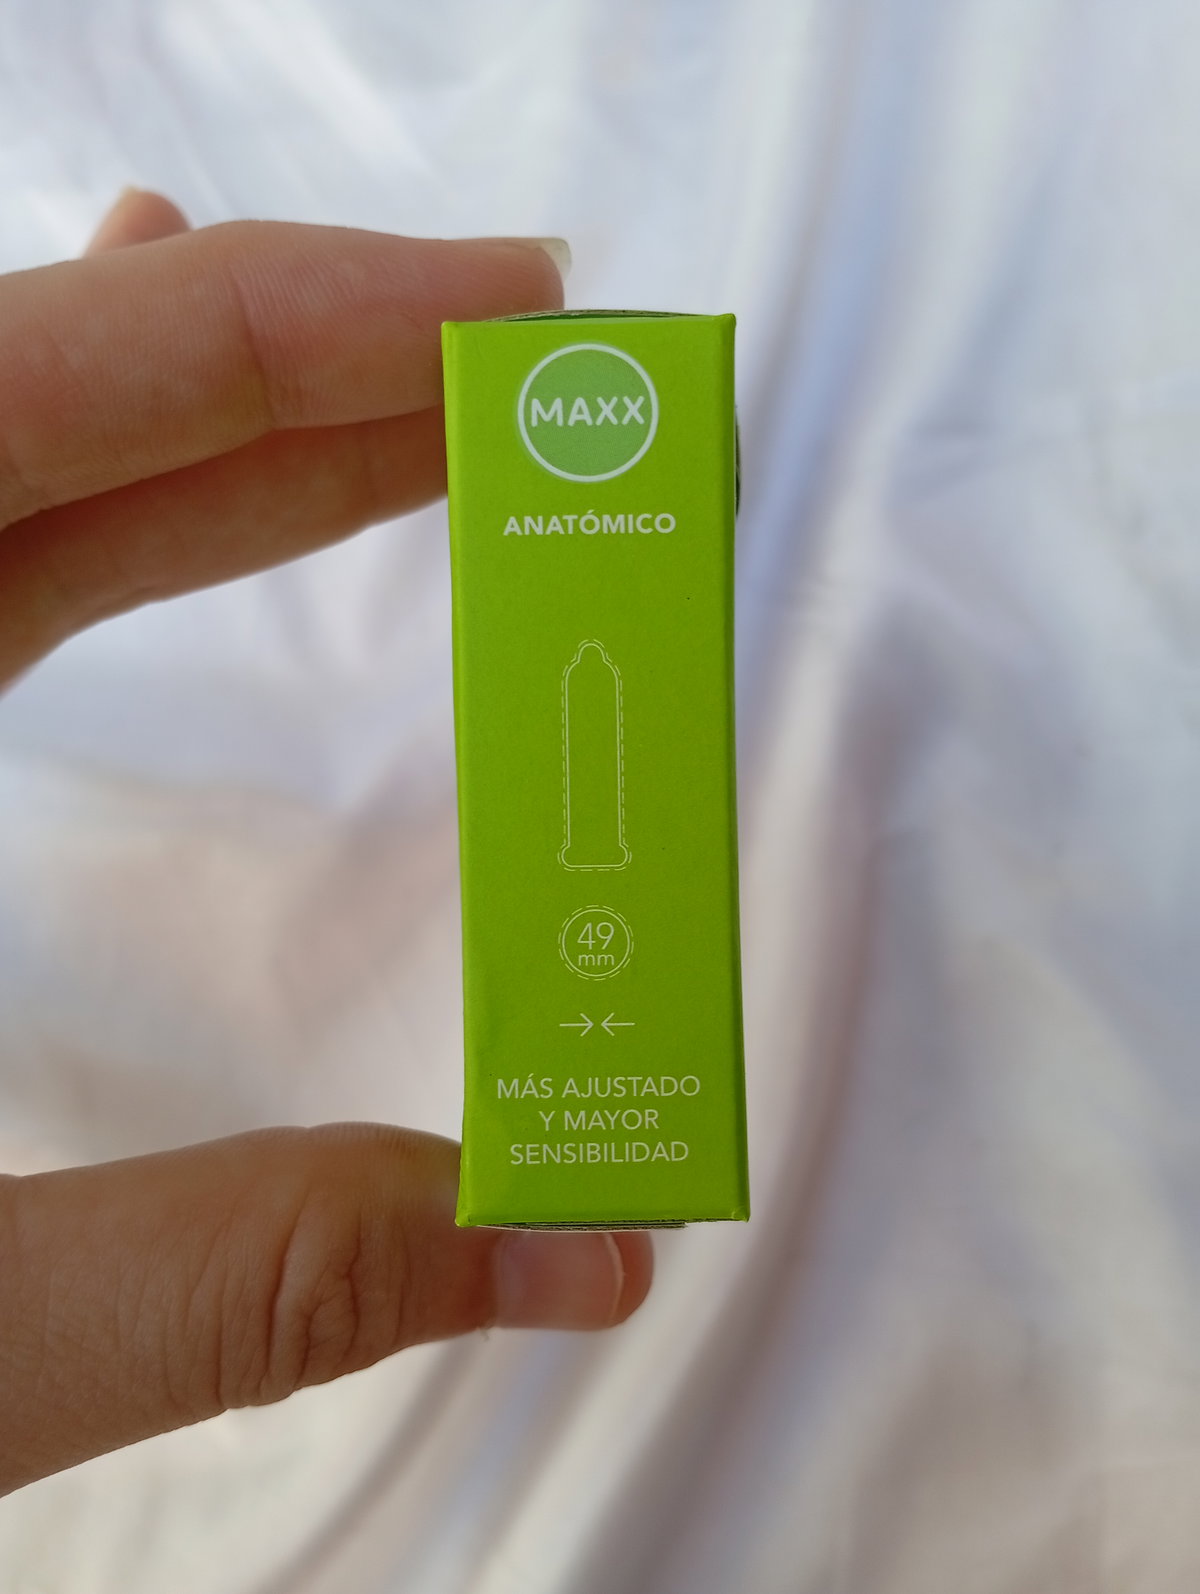 MAXX
ANATÓMICO
49
mm
MÁS AJUSTADO
Y MAYOR
SENSIBILIDAD